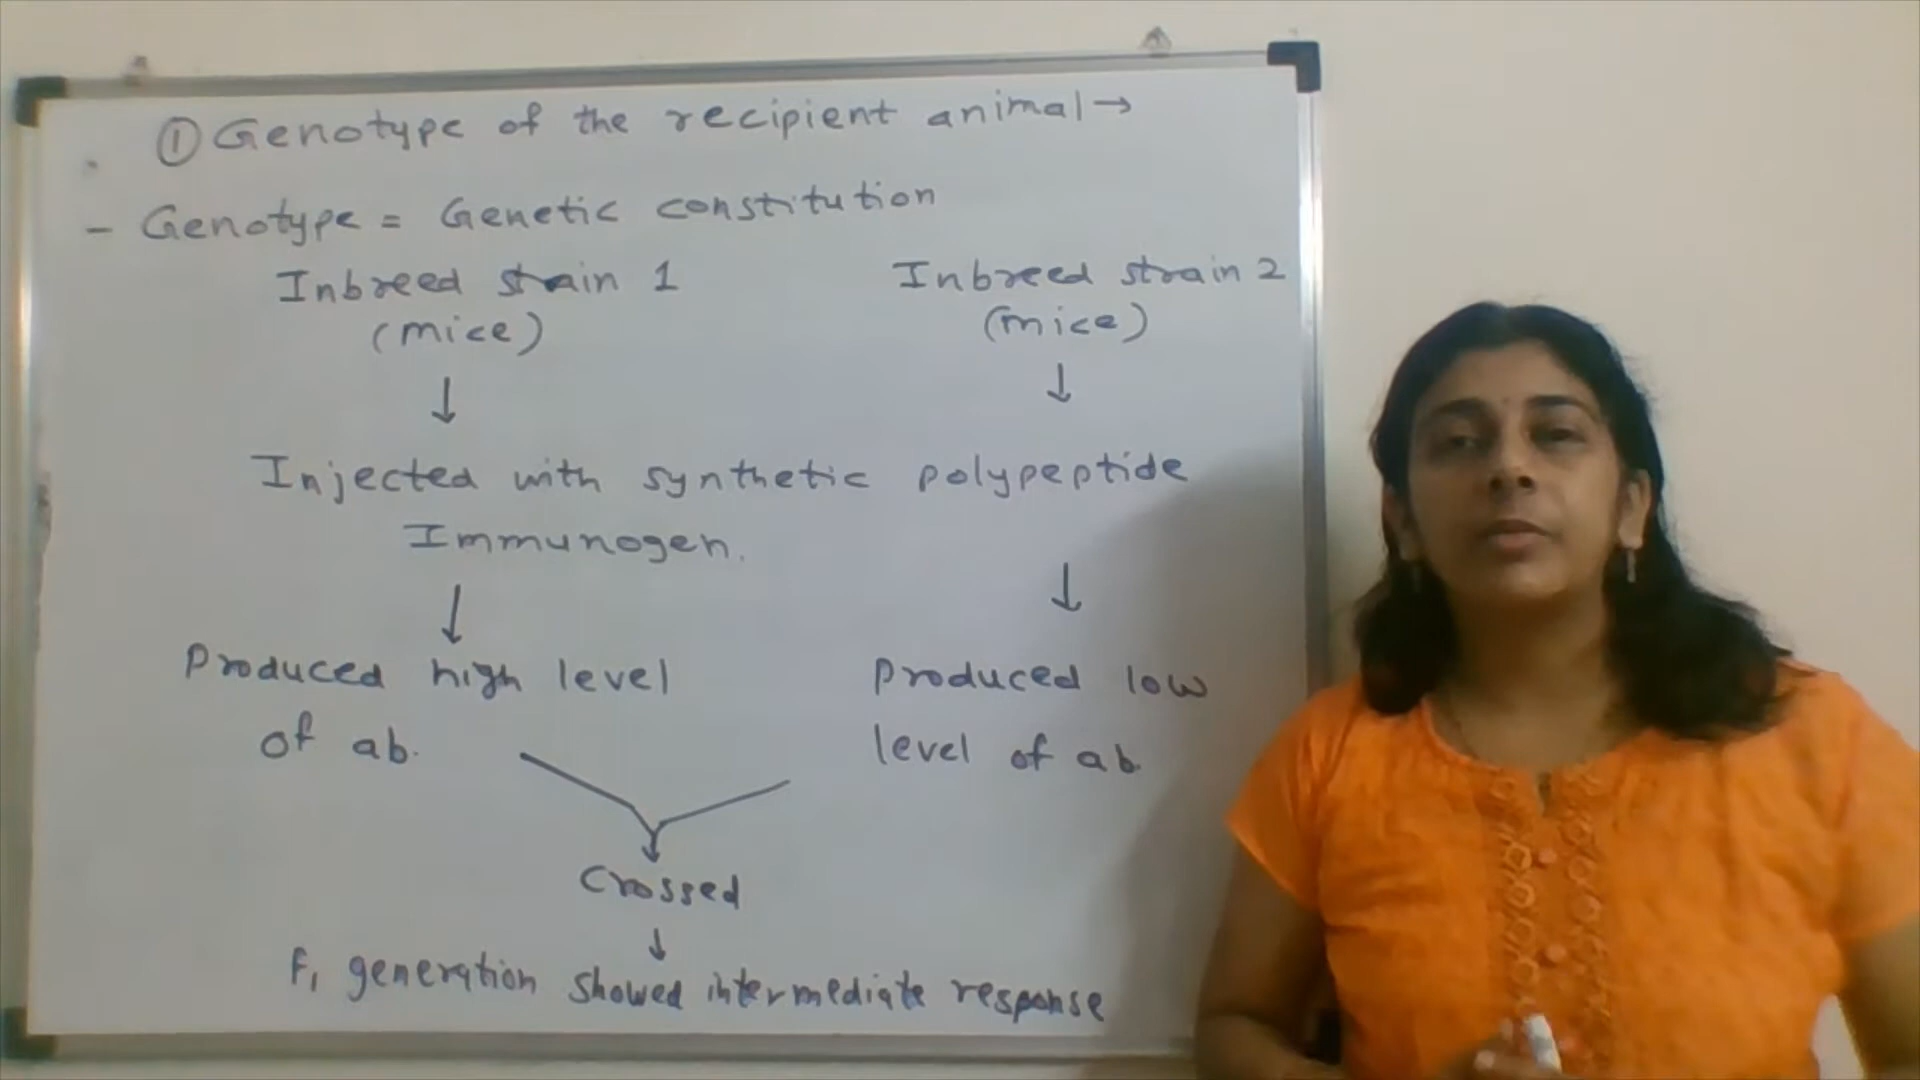 ① Genotype of the recipient animal →
- Genotype = Genetic constitution
Inbreed strain 1
(mice)
Inbreed strain 2
(mice)
↓
↓
Injected with synthetic polypeptide
Immunogen.
↓
↓
Produced high level
of ab.
Produced low
level of ab.
Crossed
↓
F₁ generation showed intermediate response